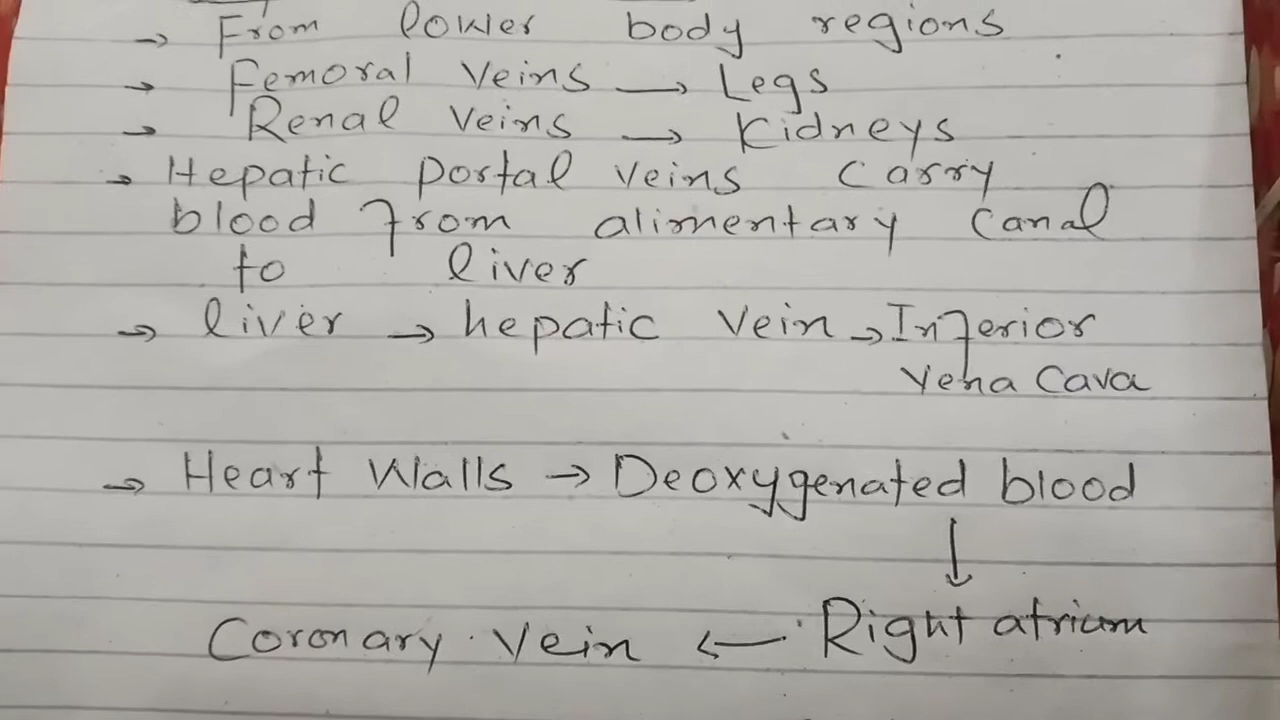 → From lower body regions
→ Femoral Veins → Legs
→ Renal Veins → Kidneys
→ Hepatic Portal Veins Carry
blood from alimentary Canal
to liver
→ liver → hepatic Vein → Inferior
Vena Cava
→ Heart Walls → Deoxygenated blood
↓
Coronary Vein ← Right atrium